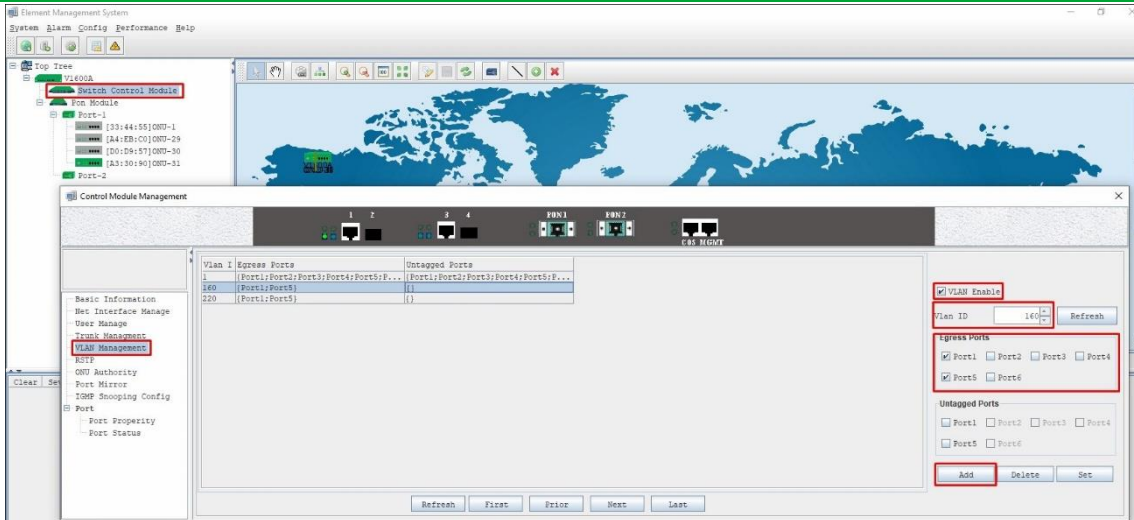 Element Management System
System Alarm Config Performance Help
Top Tree
V1600A
Switch Control Module
Pon Module
Port-1
[33:44:55]ONU-1
[A4:EB:C0]ONU-29
[D0:D9:57]ONU-30
[A3:30:90]ONU-31
Port-2
Control Module Management
1 2 3 4 PON1 PON2
COS MGMT
Vlan I Egress Ports Untagged Ports
1 {Port1;Port2;Port3;Port4;Port5;P... {Port1;Port2;Port3;Port4;Port5;P...
160 {Port1;Port5} {}
220 {Port1;Port5} {}
Basic Information
Net Interface Manage
User Manage
Trunk Managment
VLAN Management
RSTP
ONU Authority
Port Mirror
IGMP Snooping Config
Port
Port Property
Port Status
Clear
VLAN Enable
Vlan ID 160 Refresh
Egress Ports
Port1 Port2 Port3 Port4
Port5 Port6
Untagged Ports
Port1 Port2 Port3 Port4
Port5 Port6
Add Delete Set
Refresh First Prior Next Last